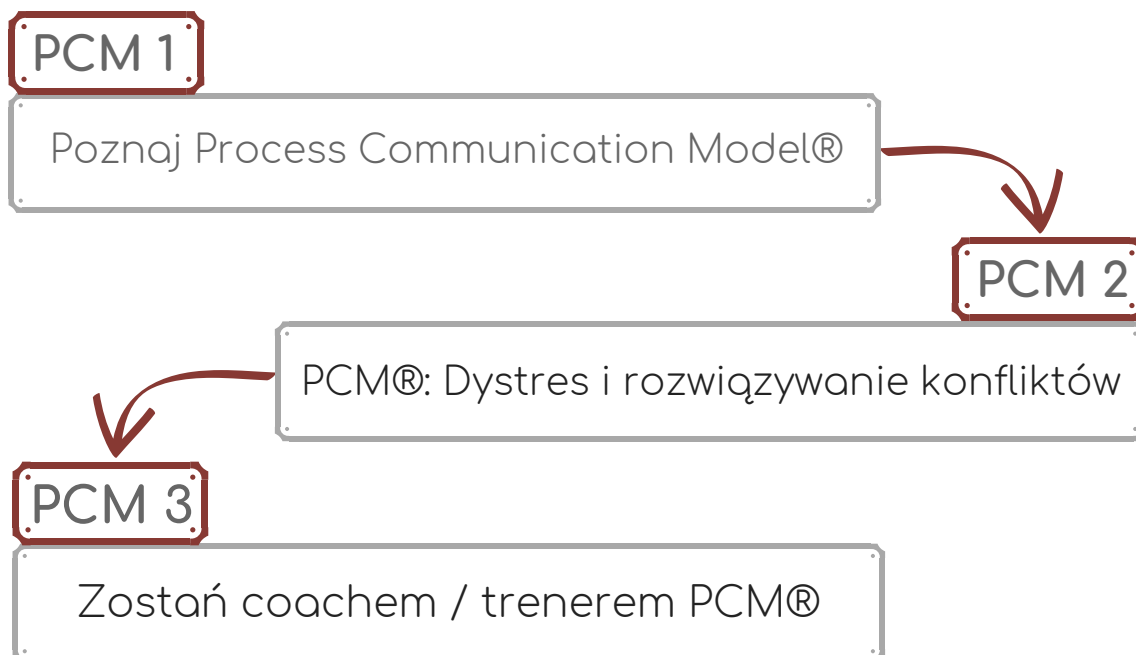 PCM 1
Poznaj Process Communication Model®
PCM 2
PCM®: Dystres i rozwiązywanie konfliktów
PCM 3
Zostań coachem / trenerem PCM®